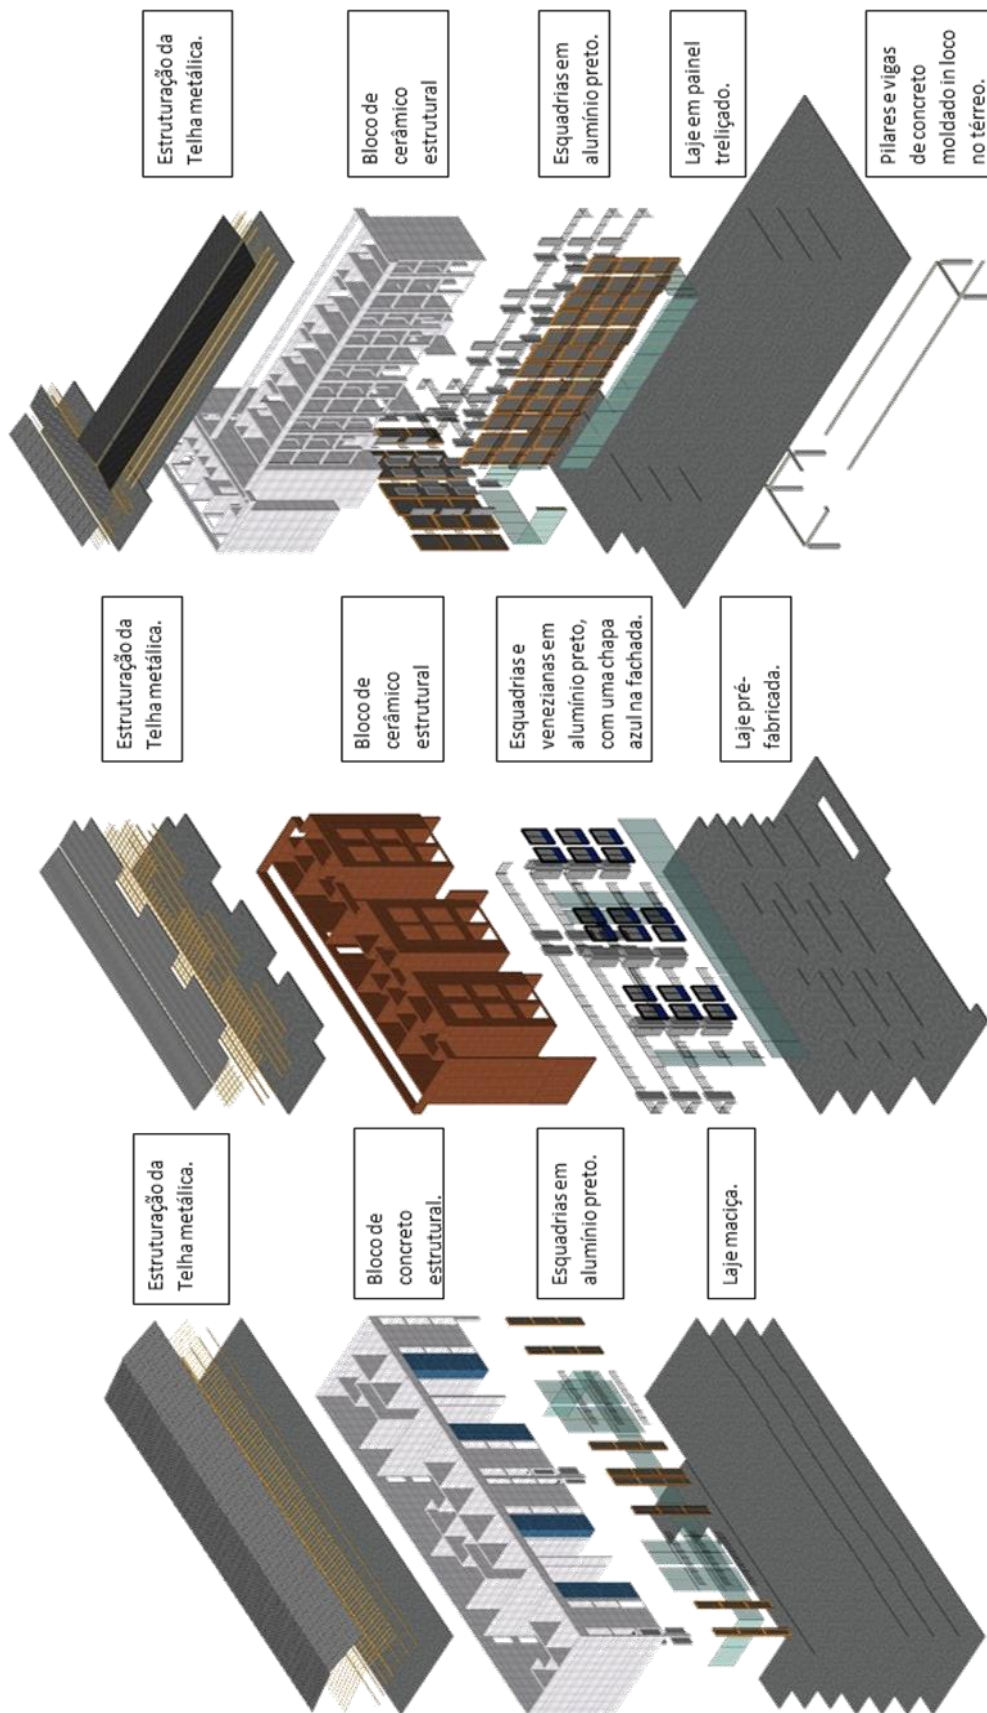 Estruturação da
Telha metálica.
Bloco de
concreto
estrutural.
Esquadrias em
alumínio preto.
Laje maciça.
Estruturação da
Telha metálica.
Bloco de
cerâmico
estrutural
Esquadrias e
venezianas em
alumínio preto,
com uma chapa
azul na fachada.
Laje pré-
fabricada.
Estruturação da
Telha metálica.
Bloco de
cerâmico
estrutural
Esquadrias em
alumínio preto.
Laje em painel
treliçado.
Pilares e vigas
de concreto
moldado in loco
no térreo.